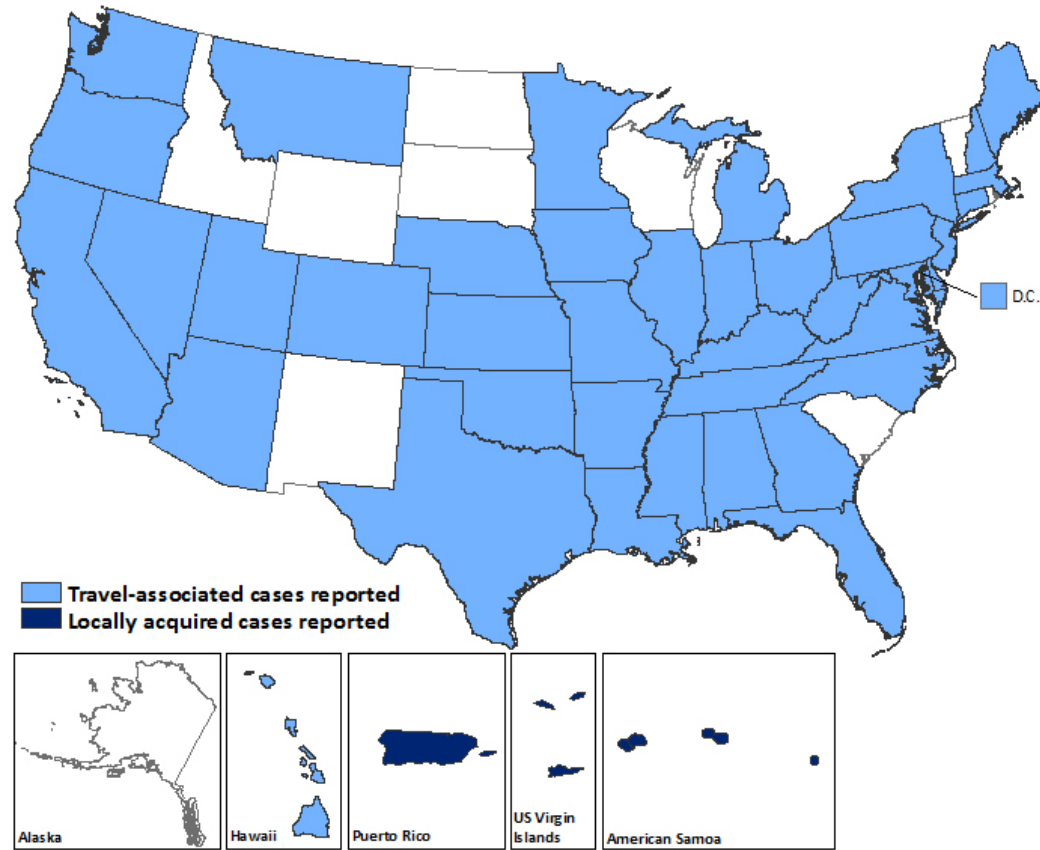 D.C.
Travel-associated cases reported
Locally acquired cases reported
Alaska
Hawaii
Puerto Rico
US Virgin
Islands
American Samoa